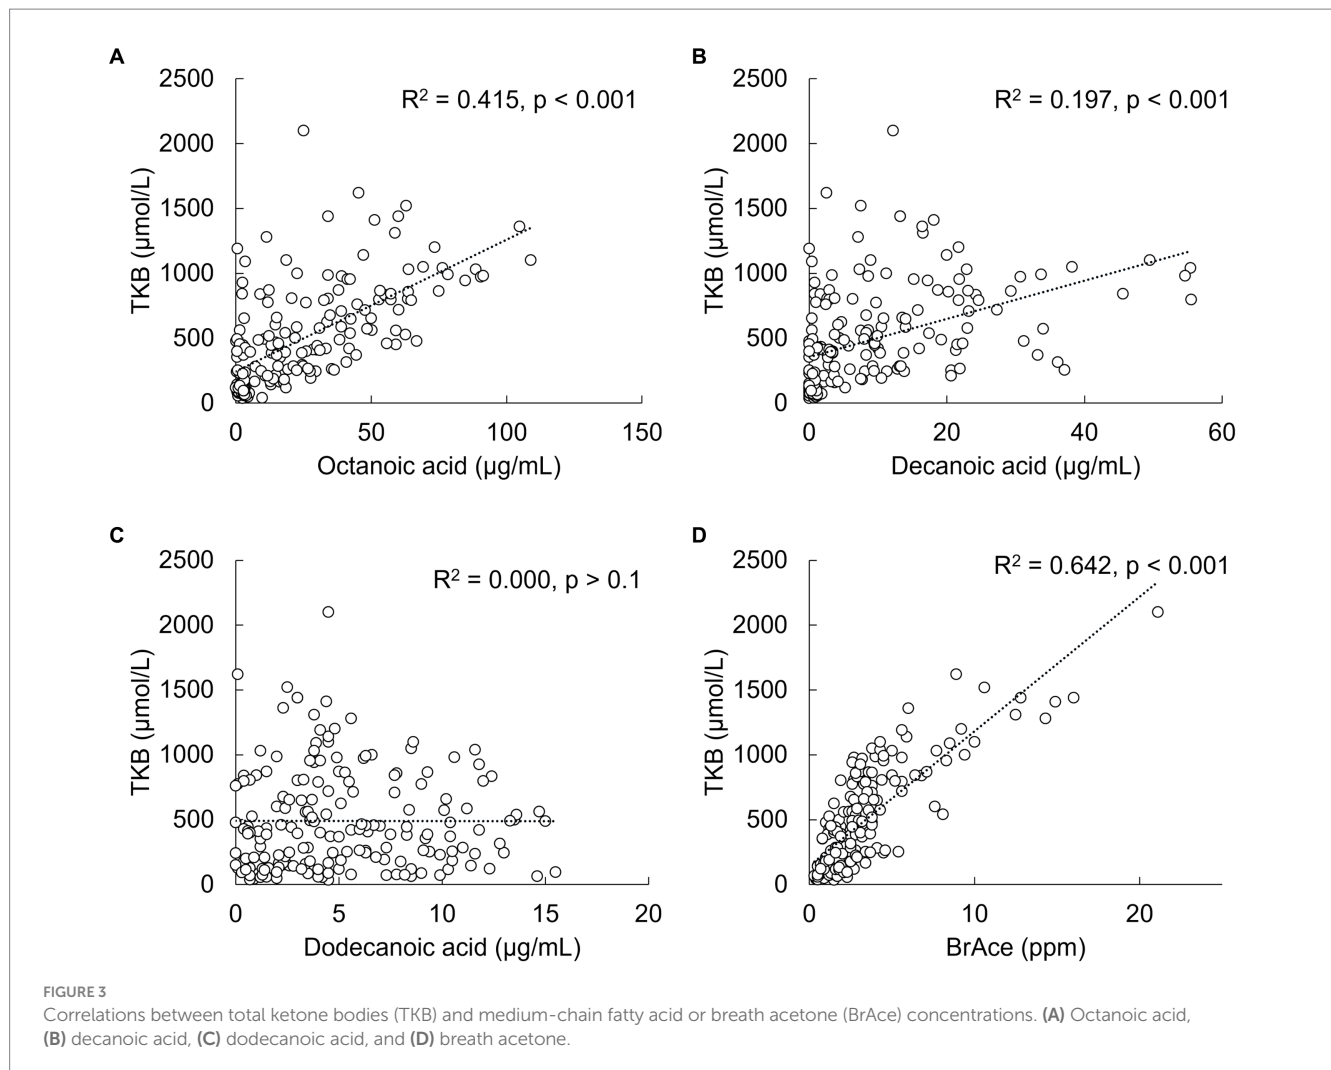 A
R² = 0.415, p < 0.001
TKB (µmol/L)
2500
2000
1500
1000
500
0
0 50 100 150
Octanoic acid (µg/mL)
B
R² = 0.197, p < 0.001
TKB (µmol/L)
2500
2000
1500
1000
500
0
0 20 40 60
Decanoic acid (µg/mL)
C
R² = 0.000, p > 0.1
TKB (µmol/L)
2500
2000
1500
1000
500
0
0 5 10 15 20
Dodecanoic acid (µg/mL)
D
R² = 0.642, p < 0.001
TKB (µmol/L)
2500
2000
1500
1000
500
0
0 10 20
BrAce (ppm)
FIGURE 3
Correlations between total ketone bodies (TKB) and medium-chain fatty acid or breath acetone (BrAce) concentrations. (A) Octanoic acid,
(B) decanoic acid, (C) dodecanoic acid, and (D) breath acetone.